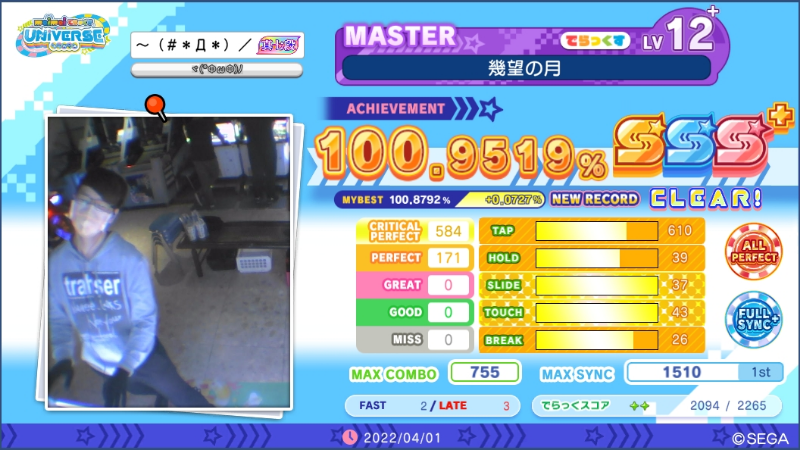 maimai でらっくす
UNiVERSE
～（＃＊Д＊）／
MASTER
でらっくす
LV 12+
幾望の月
ACHIEVEMENT
100.9519%
SSS+
MYBEST 100.8792% +0.0727% NEW RECORD CLEAR!
CRITICAL PERFECT 584
PERFECT 171
GREAT 0
GOOD 0
MISS 0
TAP 610
HOLD 39
SLIDE 37
TOUCH 43
BREAK 26
ALL PERFECT
FULL SYNC+
MAX COMBO 755
MAX SYNC 1510 1st
FAST 2 / LATE 3
でらっくスコア 2094 / 2265
2022/04/01
©SEGA